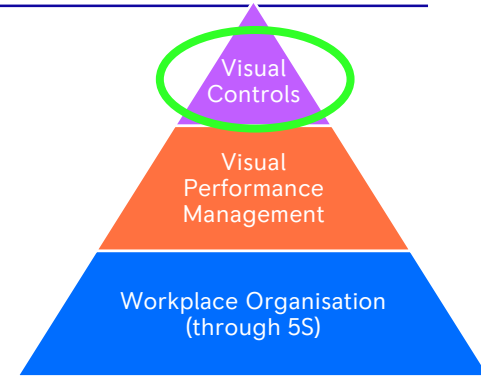 Visual
Controls
Visual
Performance
Management
Workplace Organisation
(through 5S)